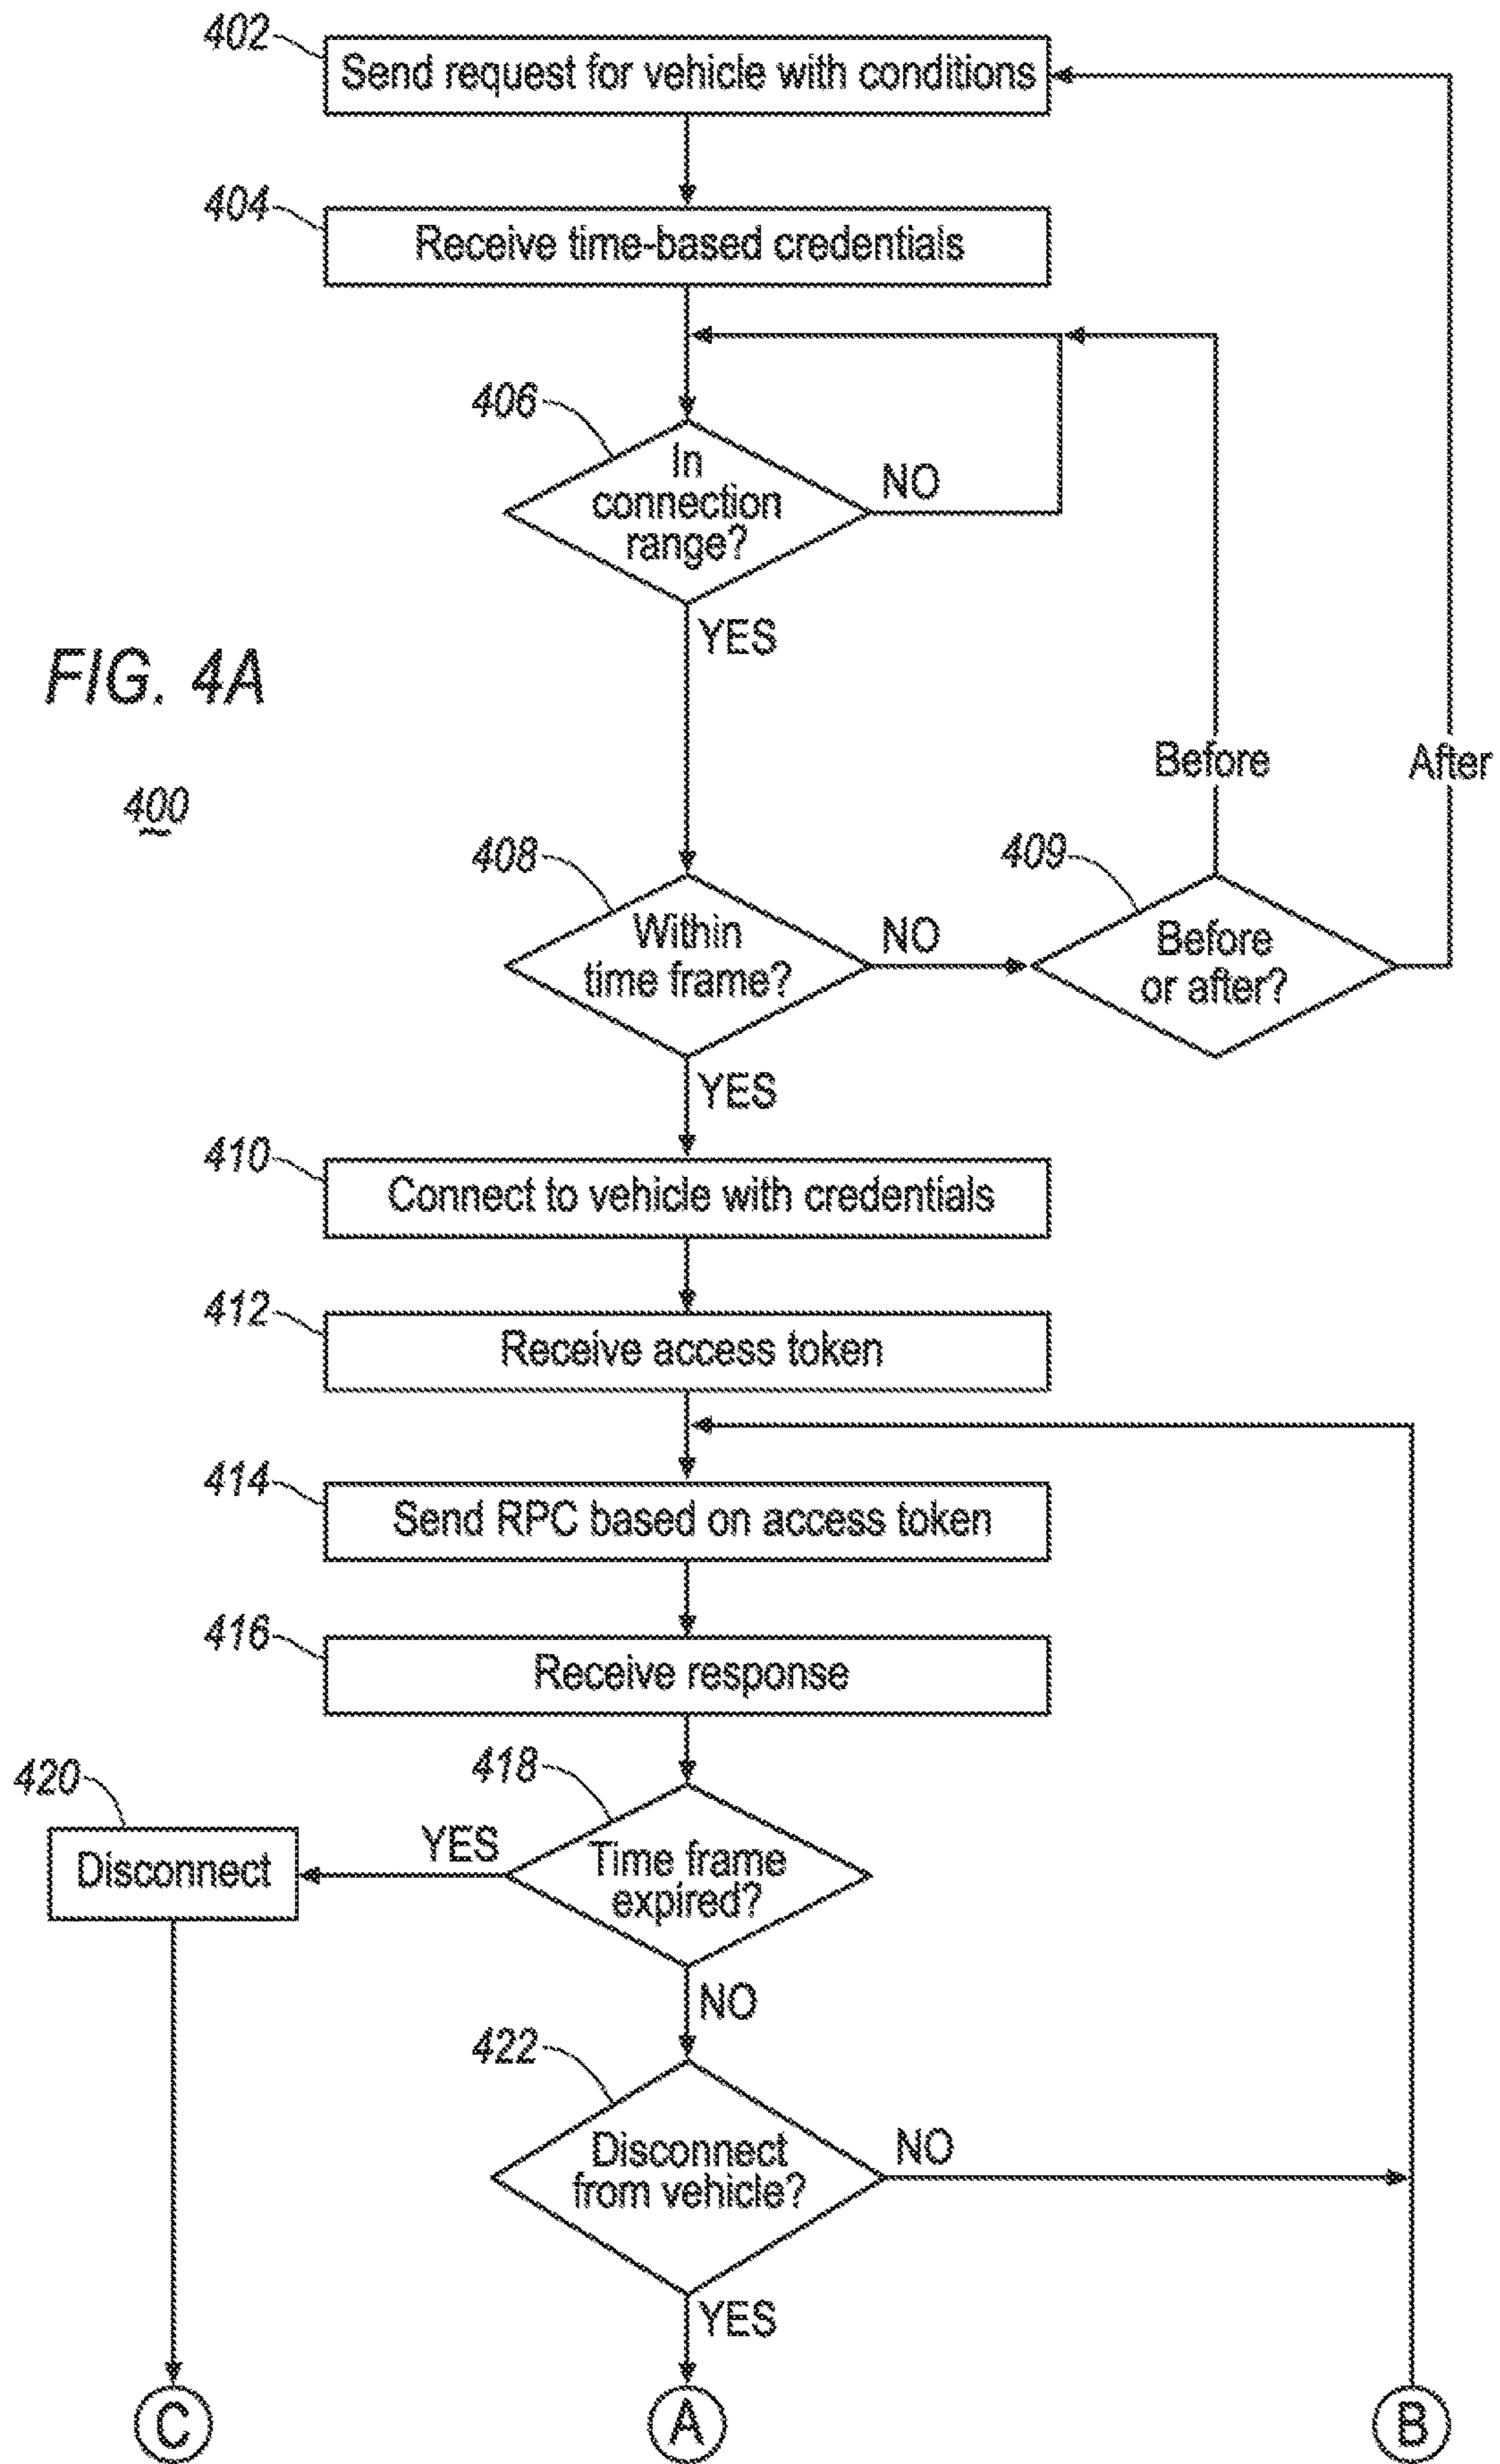 402
Send request for vehicle with conditions
404
Receive time-based credentials
406
In
connection
range?
NO
YES
FIG. 4A
400
Before
After
408
Within
time frame?
NO
409
Before
or after?
YES
410
Connect to vehicle with credentials
412
Receive access token
414
Send RPC based on access token
416
Receive response
418
420
YES
Disconnect
Time frame
expired?
NO
422
Disconnect
from vehicle?
NO
YES
C
A
B